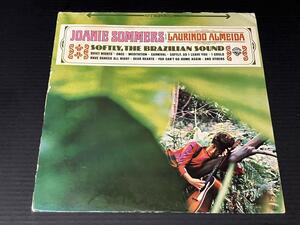 JOANIE SOMMERS LAURINDO ALMEIDA
SOFTLY, THE BRAZILIAN SOUND
QUIET NIGHTS · ONCE · MEDITATION · CARNIVAL · SOFTLY, AS I LEAVE YOU · I COULD
HAVE DANCED ALL NIGHT · DEAR HEARTS · YOU CAN'T GO HOME AGAIN · AND OTHERS